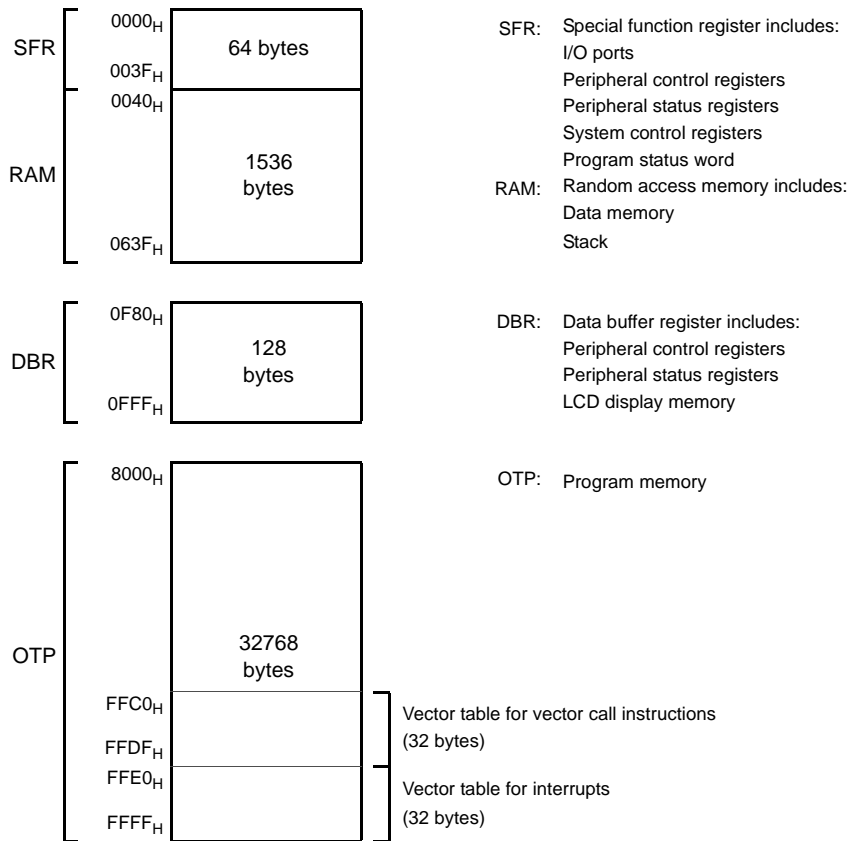 SFR
0000H
003FH
64 bytes
RAM
0040H
063FH
1536
bytes
SFR: Special function register includes:
I/O ports
Peripheral control registers
Peripheral status registers
System control registers
Program status word
RAM: Random access memory includes:
Data memory
Stack
DBR
0F80H
0FFFH
128
bytes
DBR: Data buffer register includes:
Peripheral control registers
Peripheral status registers
LCD display memory
OTP
8000H
32768
bytes
OTP: Program memory
FFC0H
FFDFH
Vector table for vector call instructions
(32 bytes)
FFE0H
FFFFH
Vector table for interrupts
(32 bytes)